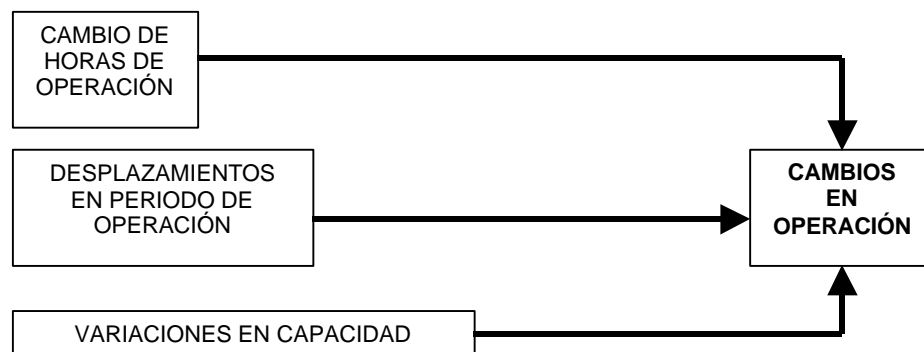 CAMBIO DE
HORAS DE
OPERACIÓN
DESPLAZAMIENTOS
EN PERIODO DE
OPERACIÓN
CAMBIOS
EN
OPERACIÓN
VARIACIONES EN CAPACIDAD